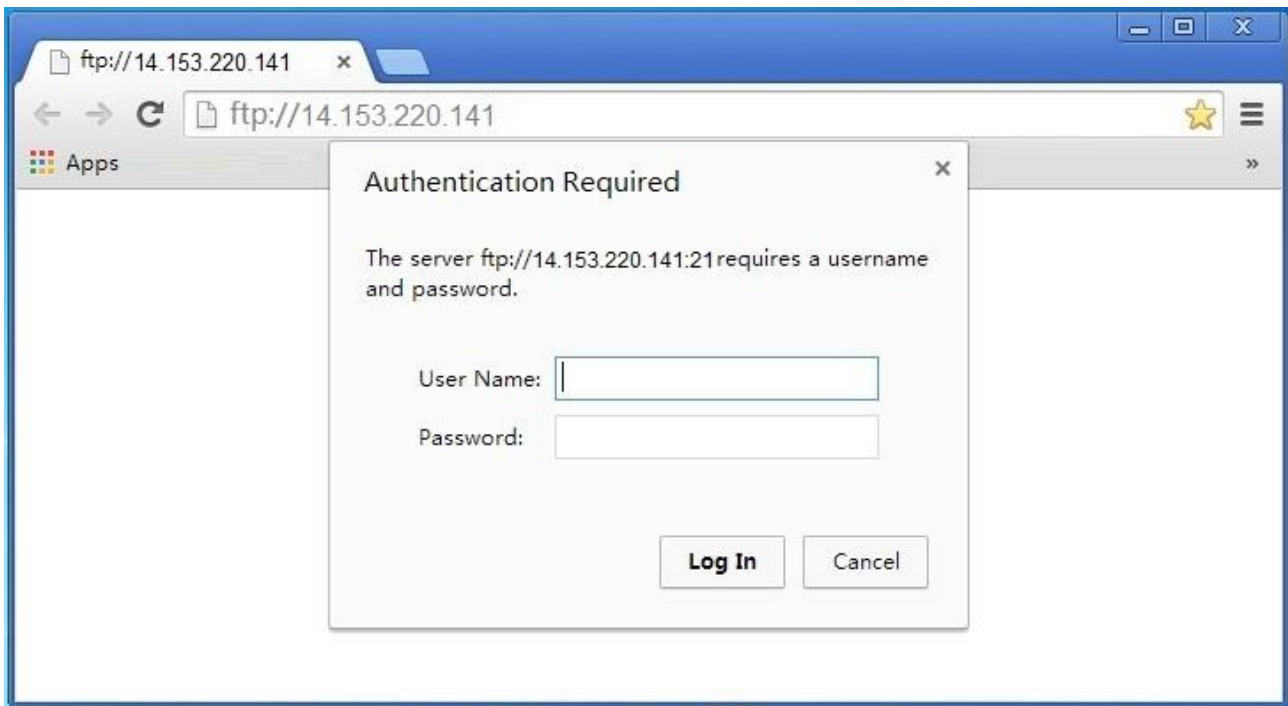 ftp://14.153.220.141
ftp://14.153.220.141
Apps
»
Authentication Required
The server ftp://14.153.220.141:21requires a username
and password.
User Name:
Password:
Log In
Cancel